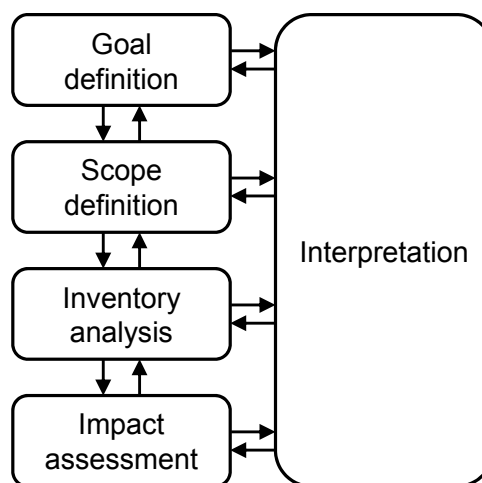 Goal
definition
Scope
definition
Interpretation
Inventory
analysis
Impact
assessment